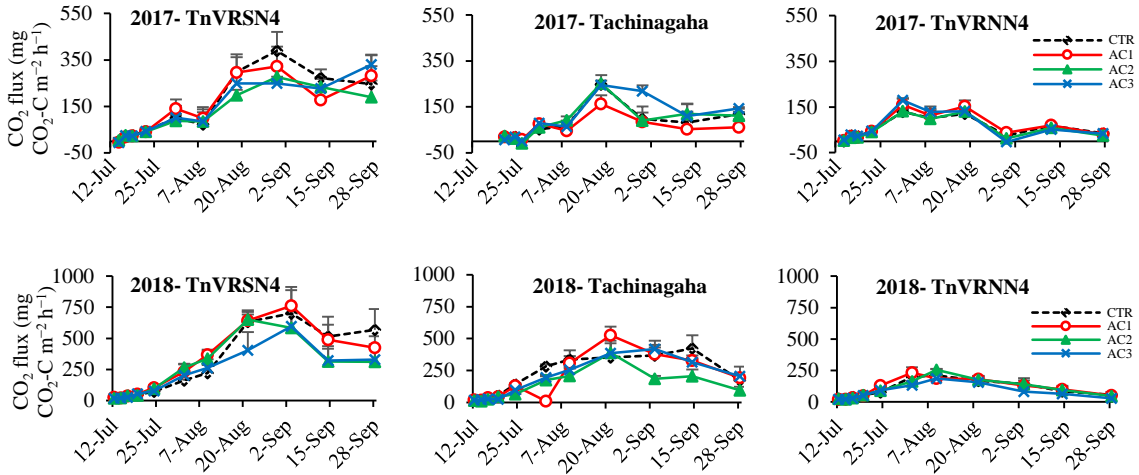 2017- TnVRSN4
2017- Tachinagaha
2017- TnVRNN4
CO2 flux (mg
CO2-C m−2 h−1)
550
350
150
-50
12-Jul
25-Jul
7-Aug
20-Aug
2-Sep
15-Sep
28-Sep
550
350
150
-50
12-Jul
25-Jul
7-Aug
20-Aug
2-Sep
15-Sep
28-Sep
550
350
150
-50
12-Jul
25-Jul
7-Aug
20-Aug
2-Sep
15-Sep
28-Sep
CTR
AC1
AC2
AC3
2018- TnVRSN4
2018- Tachinagaha
2018- TnVRNN4
CO2 flux (mg
CO2-C m−2 h−1)
1000
750
500
250
0
12-Jul
25-Jul
7-Aug
20-Aug
2-Sep
15-Sep
28-Sep
1000
750
500
250
0
12-Jul
25-Jul
7-Aug
20-Aug
2-Sep
15-Sep
28-Sep
1000
750
500
250
0
12-Jul
25-Jul
7-Aug
20-Aug
2-Sep
15-Sep
28-Sep
CTR
AC1
AC2
AC3